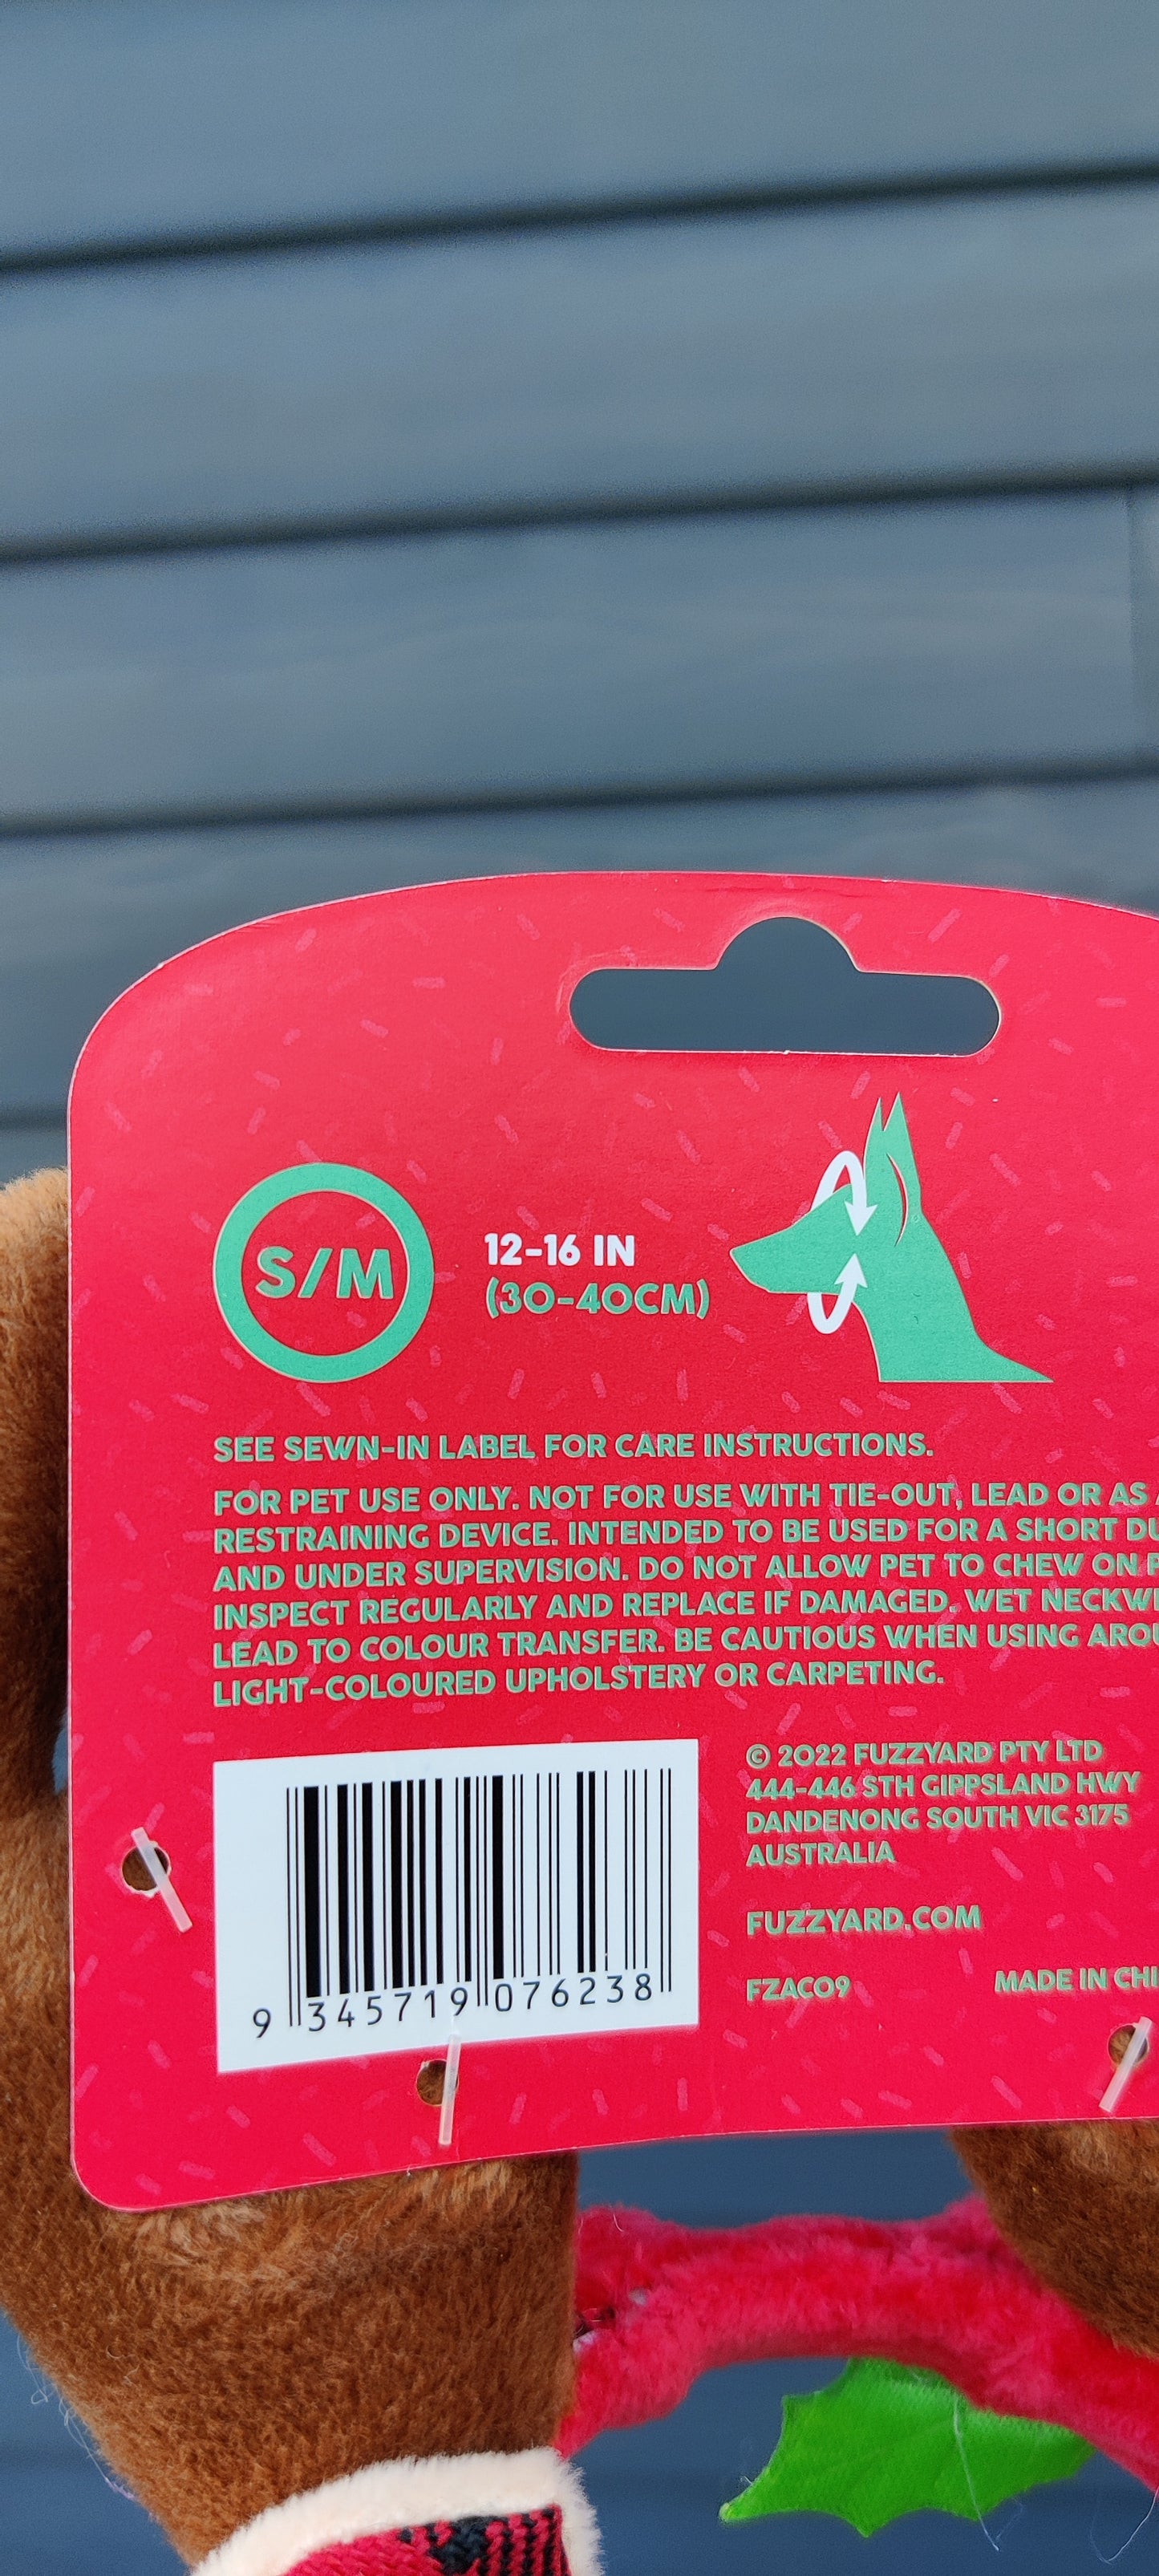 S/M
12-16 IN
(30-40CM)
SEE SEWN-IN LABEL FOR CARE INSTRUCTIONS.
FOR PET USE ONLY. NOT FOR USE WITH TIE-OUT, LEAD OR AS
RESTRAINING DEVICE. INTENDED TO BE USED FOR A SHORT
AND UNDER SUPERVISION. DO NOT ALLOW PET TO CHEW ON
INSPECT REGULARLY AND REPLACE IF DAMAGED. WET
LEAD TO COLOUR TRANSFER. BE CAUTIOUS WHEN USING
LIGHT-COLOURED UPHOLSTERY OR CARPETING.
9 345719 076238
© 2022 FUZZYARD PTY LTD
444-446 STH GIPPSLAND HWY
DANDENONG SOUTH VIC 3175
AUSTRALIA
FUZZYARD.COM
FZAC09
MADE IN